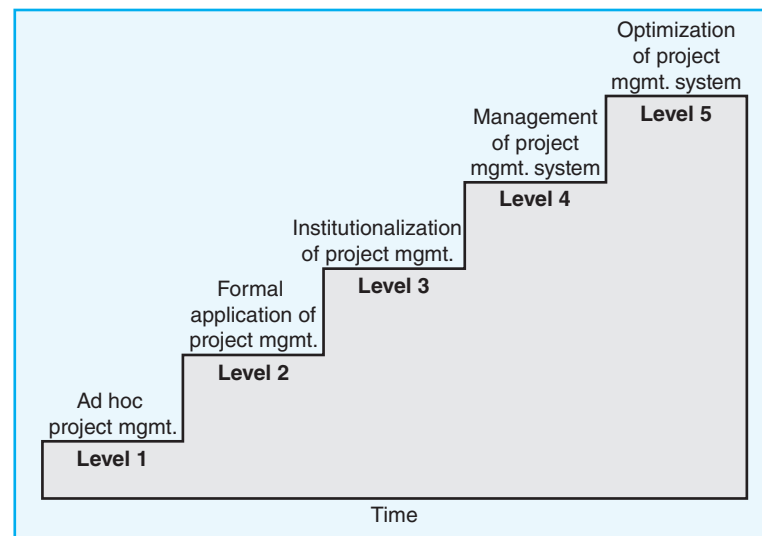 Optimization
of project
mgmt. system
Level 5
Management
of project
mgmt. system
Level 4
Institutionalization
of project mgmt.
Level 3
Formal
application of
project mgmt.
Level 2
Ad hoc
project mgmt.
Level 1
Time